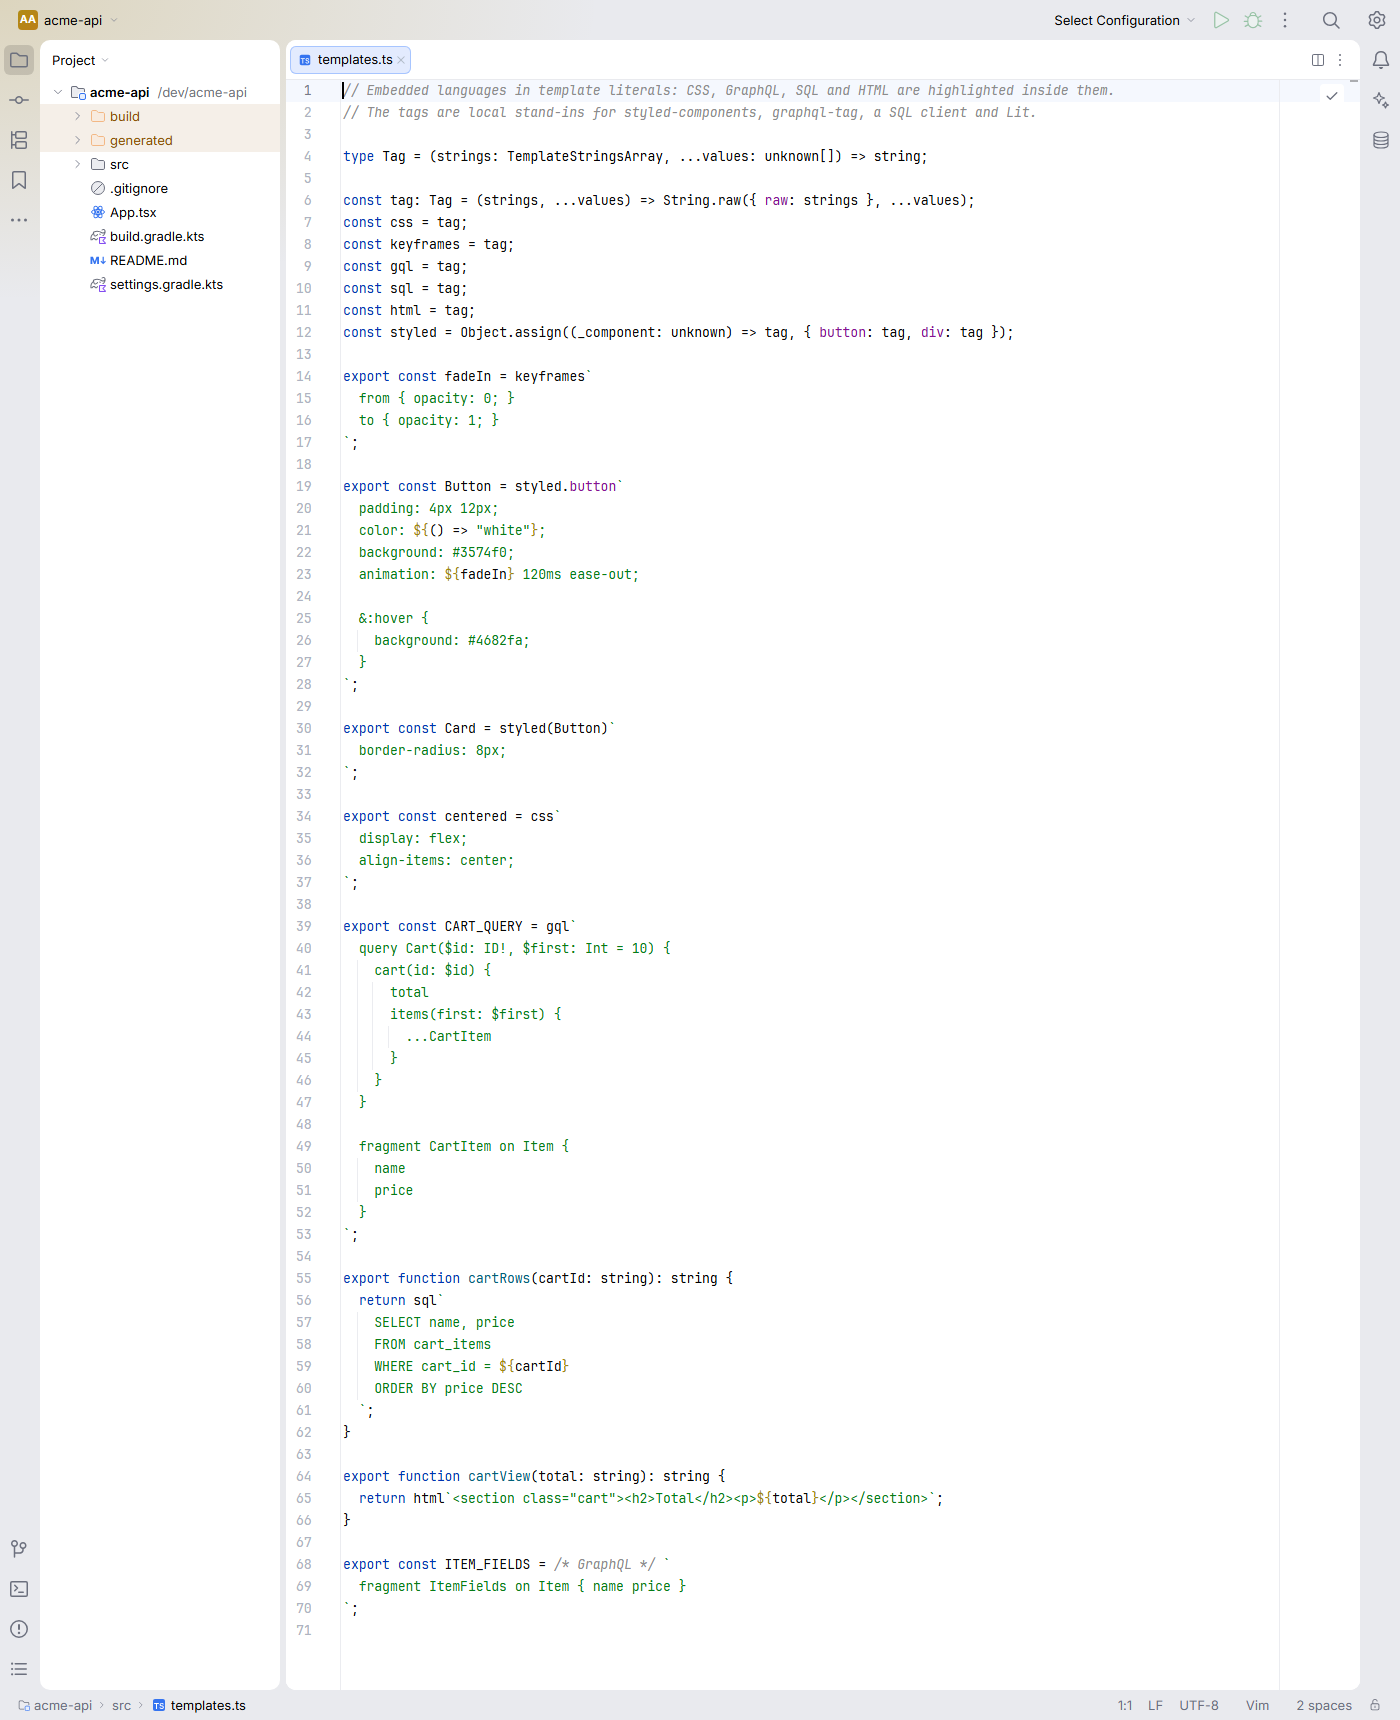 AA acme-api
Select Configuration
Project
templates.ts
acme-api /dev/acme-api
build
generated
src
.gitignore
App.tsx
build.gradle.kts
README.md
settings.gradle.kts
1 // Embedded languages in template literals: CSS, GraphQL, SQL and HTML are highlighted inside them.
2 // The tags are local stand-ins for styled-components, graphql-tag, a SQL client and Lit.
3
4 type Tag = (strings: TemplateStringsArray, ...values: unknown[]) => string;
5
6 const tag: Tag = (strings, ...values) => String.raw({ raw: strings }, ...values);
7 const css = tag;
8 const keyframes = tag;
9 const gql = tag;
10 const sql = tag;
11 const html = tag;
12 const styled = Object.assign((_component: unknown) => tag, { button: tag, div: tag });
13
14 export const fadeIn = keyframes`
15   from { opacity: 0; }
16   to { opacity: 1; }
17 `;
18
19 export const Button = styled.button`
20   padding: 4px 12px;
21   color: ${() => "white"};
22   background: #3574f0;
23   animation: ${fadeIn} 120ms ease-out;
24
25   &:hover {
26     background: #4682fa;
27   }
28 `;
29
30 export const Card = styled(Button)`
31   border-radius: 8px;
32 `;
33
34 export const centered = css`
35   display: flex;
36   align-items: center;
37 `;
38
39 export const CART_QUERY = gql`
40   query Cart($id: ID!, $first: Int = 10) {
41     cart(id: $id) {
42       total
43       items(first: $first) {
44         ...CartItem
45       }
46     }
47   }
48
49   fragment CartItem on Item {
50     name
51     price
52   }
53 `;
54
55 export function cartRows(cartId: string): string {
56   return sql`
57     SELECT name, price
58     FROM cart_items
59     WHERE cart_id = ${cartId}
60     ORDER BY price DESC
61   `;
62 }
63
64 export function cartView(total: string): string {
65   return html`<section class="cart"><h2>Total</h2><p>${total}</p></section>`;
66 }
67
68 export const ITEM_FIELDS = /* GraphQL */ `
69   fragment ItemFields on Item { name price }
70 `;
71
acme-api > src > templates.ts
1:1 LF UTF-8 Vim 2 spaces